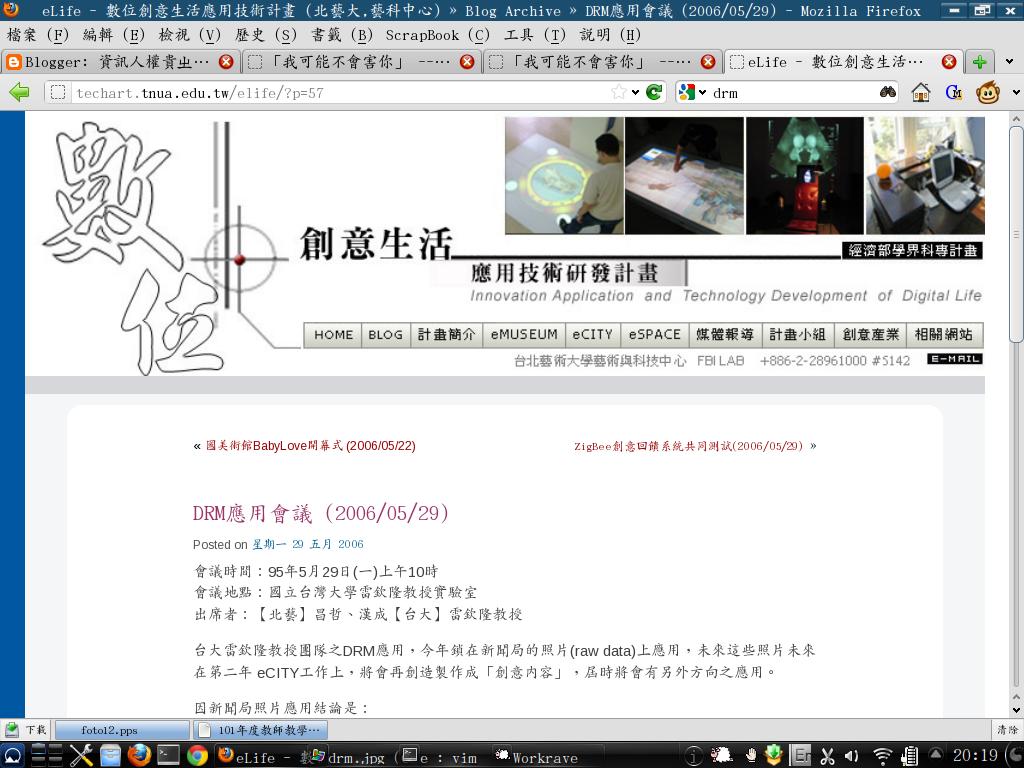 eLife - 數位創意生活應用技術計畫 (北藝大.藝科中心) » Blog Archive » DRM應用會議 (2006/05/29) - Mozilla Firefox
檔案 (F) 編輯 (E) 檢視 (V) 歷史 (S) 書籤 (B) ScrapBook (C) 工具 (T) 說明 (H)
Blogger: 資訊人權貴ㄓ… 「我可能不會害你」 --… 「我可能不會害你」 --… eLife - 數位創意生活…
techart.tnua.edu.tw/elife/?p=57 drm
數位
創意生活
經濟部學界科專計畫
應用技術研發計畫
Innovation Application and Technology Development of Digital Life
HOME BLOG 計畫簡介 eMUSEUM eCITY eSPACE 媒體報導 計畫小組 創意產業 相關網站
台北藝術大學藝術與科技中心 FBI LAB +886-2-28961000 #5142 E-MAIL
« 國美術館BabyLove開幕式 (2006/05/22) ZigBee創意回饋系統共同測試(2006/05/29) »
DRM應用會議 (2006/05/29)
Posted on 星期一 29 五月 2006
會議時間：95年5月29日(一)上午10時
會議地點：國立台灣大學雷欽隆教授實驗室
出席者：【北藝】昌哲、漢成【台大】雷欽隆教授
台大雷欽隆教授團隊之DRM應用，今年鎖在新聞局的照片(raw data)上應用，未來這些照片未來
在第二年 eCITY工作上，將會再創造製作成「創意內容」，屆時將會有另外方向之應用。
因新聞局照片應用結論是：
下載 foto12.pps 101年度教師教學… 清除
eLife - 數 drm.jpg ( e : vim Workrave En 20:19